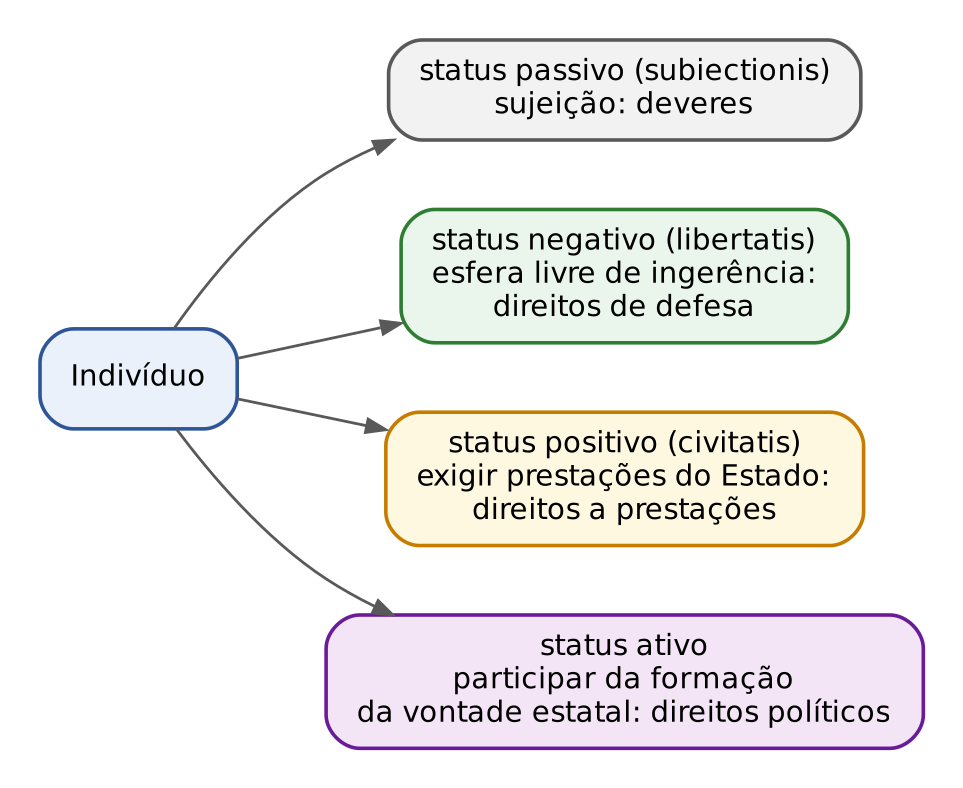 status passivo (subiectionis)
sujeição: deveres
status negativo (libertatis)
esfera livre de ingerência:
direitos de defesa
Indivíduo
status positivo (civitatis)
exigir prestações do Estado:
direitos a prestações
status ativo
participar da formação
da vontade estatal: direitos políticos